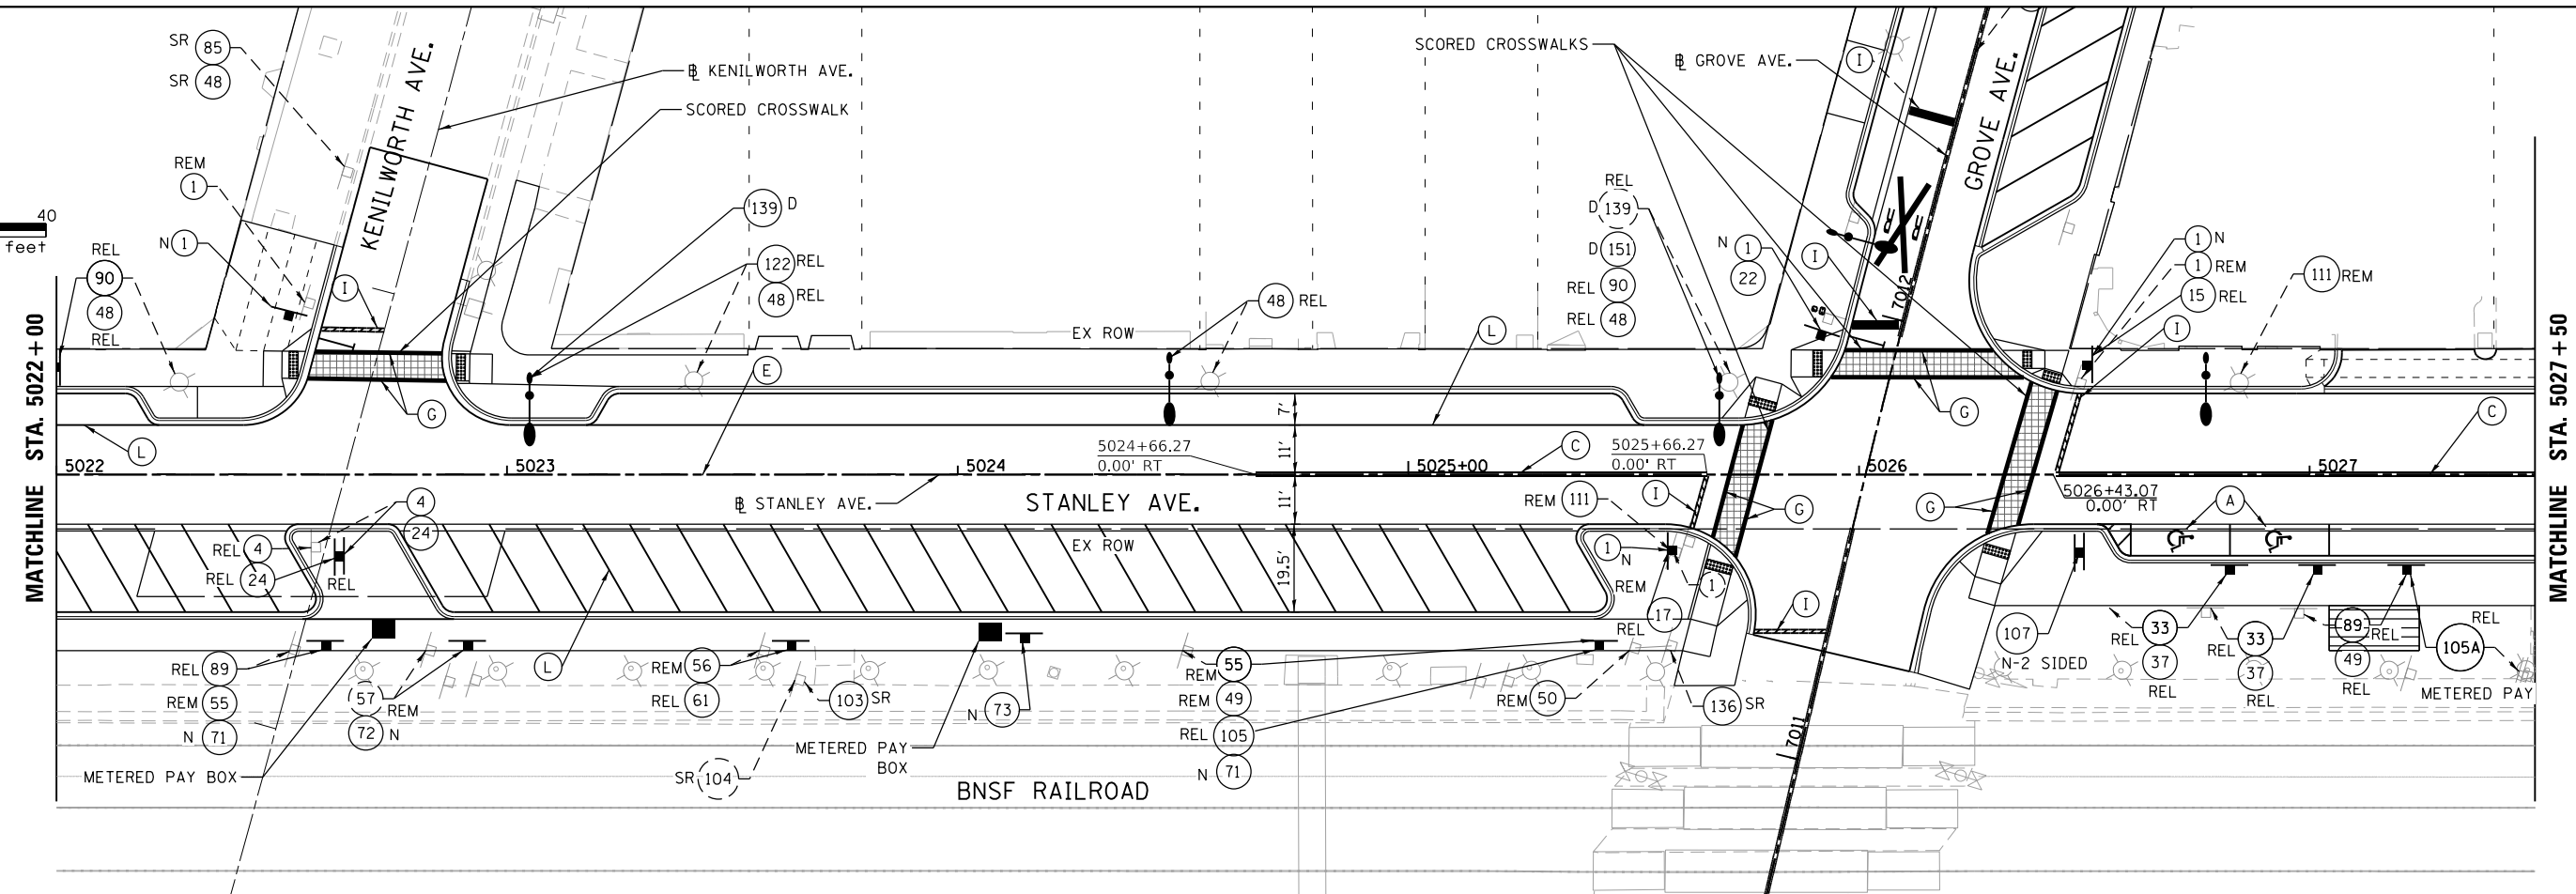 SR 85
SR 48
KENILWORTH AVE.
℄ KENILWORTH AVE.
SCORED CROSSWALK
REM
1
N 1
40
feet
REL
90
48
REL
I
139 D
122 REL
48 REL
48 REL
SCORED CROSSWALKS
℄ GROVE AVE.
I
GROVE AVE.
REL
D 139
D 151
REL 90
REL 48
N 1
22
I
7012
1 N
1 REM
15 REL
I
111 REM
EX ROW
L
E
G
G
L
C
C
MATCHLINE STA. 5022 + 00
MATCHLINE STA. 5027 + 50
5022
5023
5024
5025+00
5026
5027
5024+66.27
0.00' RT
5025+66.27
0.00' RT
5026+43.07
0.00' RT
7'
11'
11'
19.5'
℄ STANLEY AVE.
STANLEY AVE.
4
24
REL 4
REL 24
REL
EX ROW
REM 111
I
G
G
A
1
N
REM
1
17
REL
I
107
N-2 SIDED
REL 33
37
REL
33
REL
37
REL
89 REL
49
REL
REL
105A
METERED PAY
REL 89
REM 55
N 71
METERED PAY BOX
57 REM
72 N
L
REM 56
REL 61
103 SR
SR 104
N 73
METERED PAY
BOX
55
REM
REM 49
REL 105
N 71
REM 50
136 SR
7011
BNSF RAILROAD